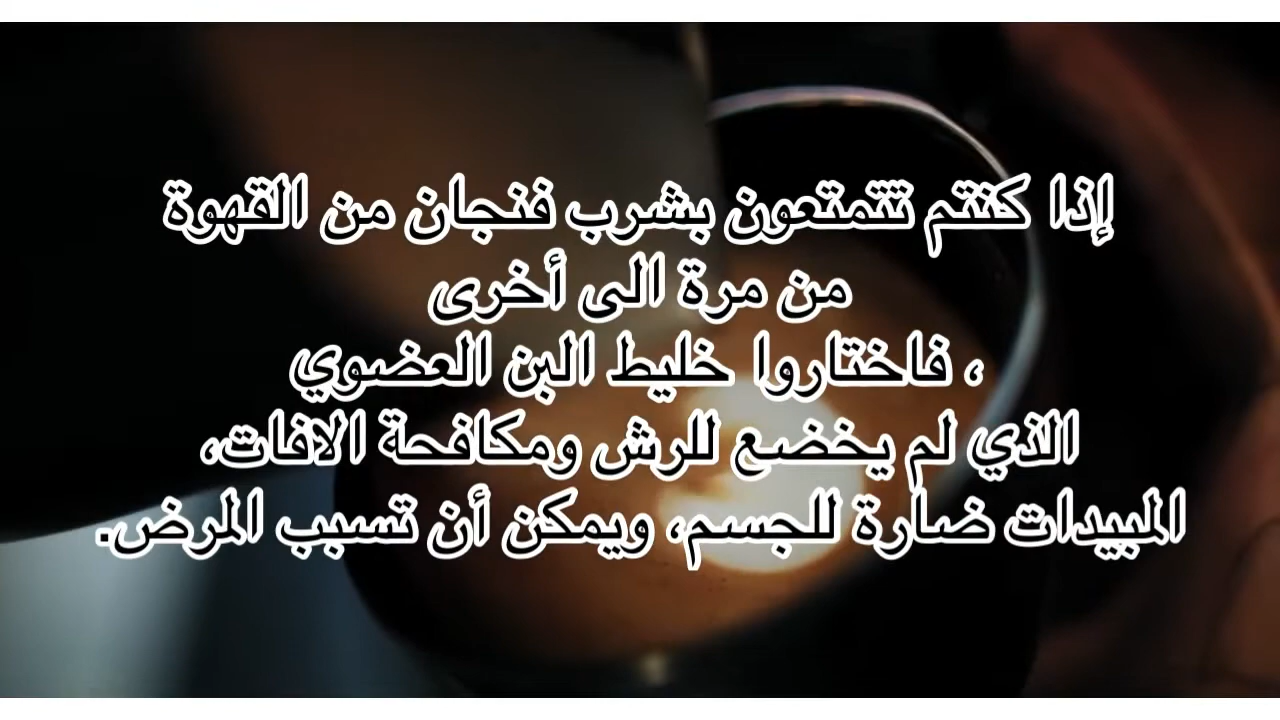 إذا كنتم تتمتعون بشرب فنجان من القهوة
من مرة الى أخرى
، فاختاروا خليط البن العضوي
الذي لم يخضع للرش ومكافحة الافات،
المبيدات ضارة للجسم، ويمكن أن تسبب المرض.